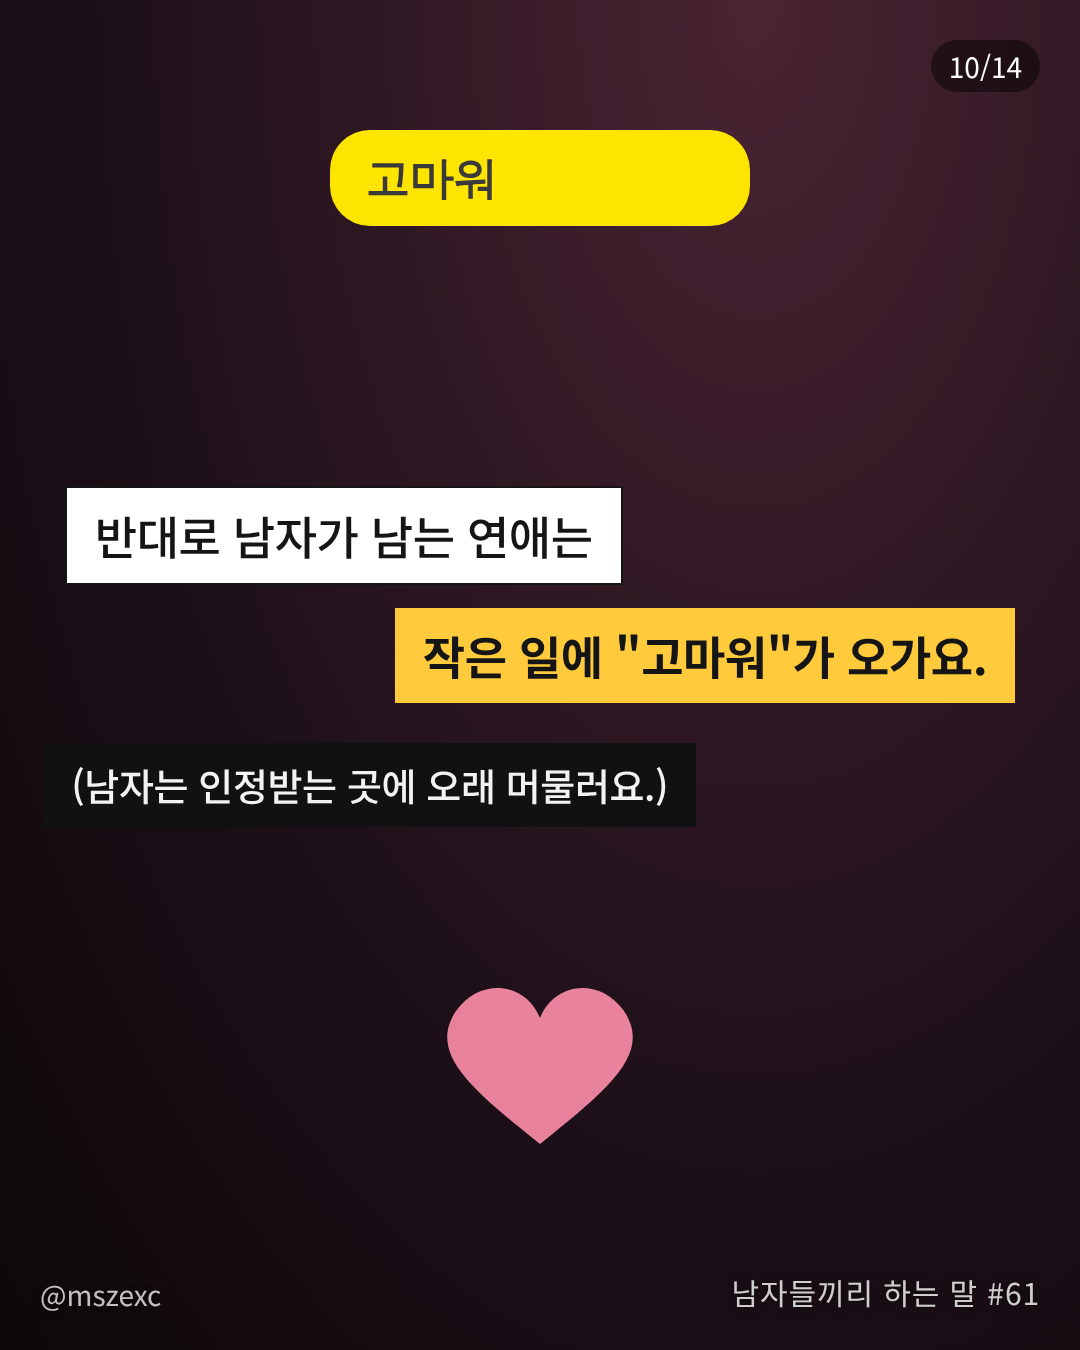 10/14
고마워
반대로 남자가 남는 연애는
작은 일에 "고마워"가 오가요.
(남자는 인정받는 곳에 오래 머물러요.)
@mszexc
남자들끼리 하는 말 #61